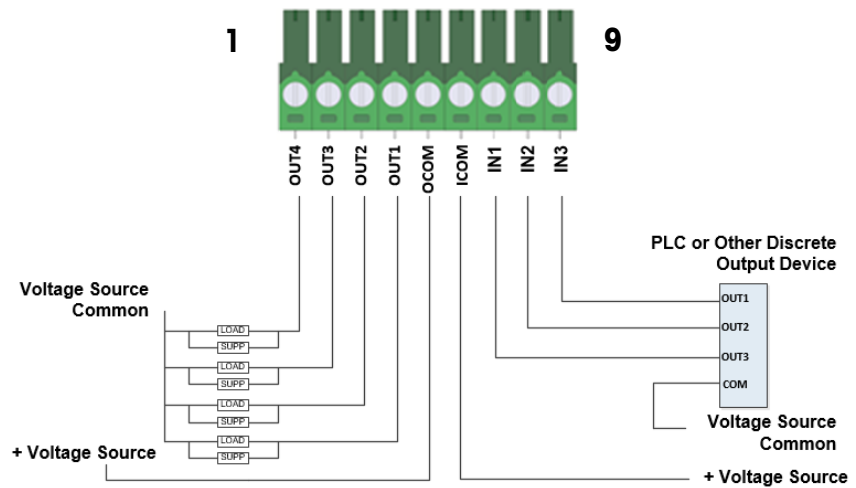 1
9
OUT4
OUT3
OUT2
OUT1
OCOM
ICOM
IN1
IN2
IN3
PLC or Other Discrete
Output Device
OUT1
OUT2
OUT3
COM
Voltage Source
Common
+ Voltage Source
Voltage Source
Common
LOAD
SUPP
LOAD
SUPP
LOAD
SUPP
LOAD
SUPP
+ Voltage Source